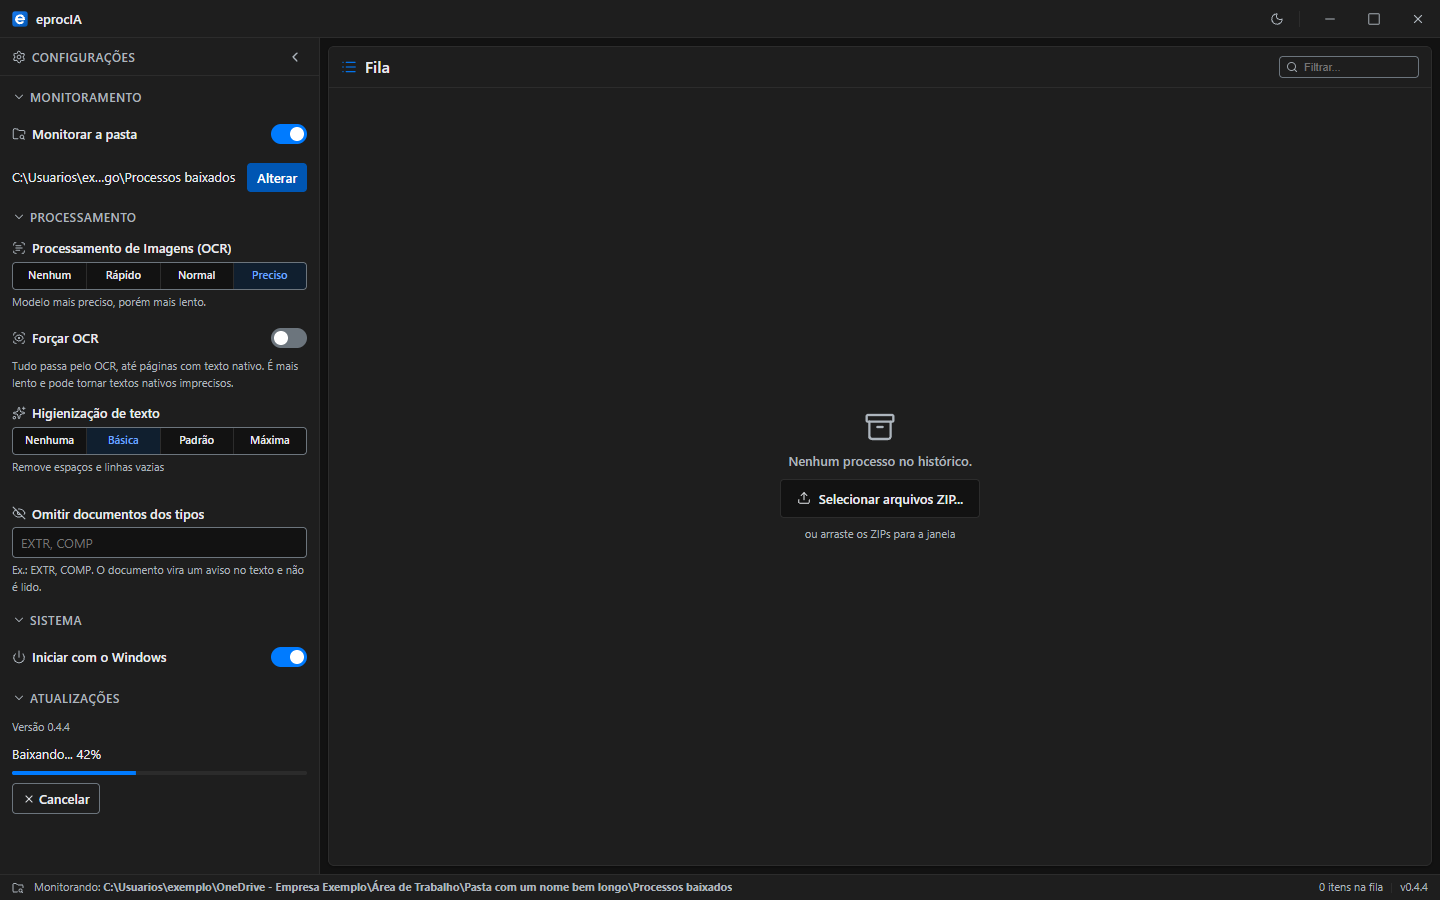 eprocIA
CONFIGURAÇÕES
MONITORAMENTO
Monitorar a pasta
C:\Usuarios\ex...go\Processos baixados
Alterar
PROCESSAMENTO
Processamento de Imagens (OCR)
Nenhum Rápido Normal Preciso
Modelo mais preciso, porém mais lento.
Forçar OCR
Tudo passa pelo OCR, até páginas com texto nativo. É mais
lento e pode tornar textos nativos imprecisos.
Higienização de texto
Nenhuma Básica Padrão Máxima
Remove espaços e linhas vazias
Omitir documentos dos tipos
EXTR, COMP
Ex.: EXTR, COMP. O documento vira um aviso no texto e não
é lido.
SISTEMA
Iniciar com o Windows
ATUALIZAÇÕES
Versão 0.4.4
Baixando... 42%
Cancelar
Fila
Filtrar...
Nenhum processo no histórico.
Selecionar arquivos ZIP...
ou arraste os ZIPs para a janela
Monitorando: C:\Usuarios\exemplo\OneDrive - Empresa Exemplo\Área de Trabalho\Pasta com um nome bem longo\Processos baixados
0 itens na fila
v0.4.4